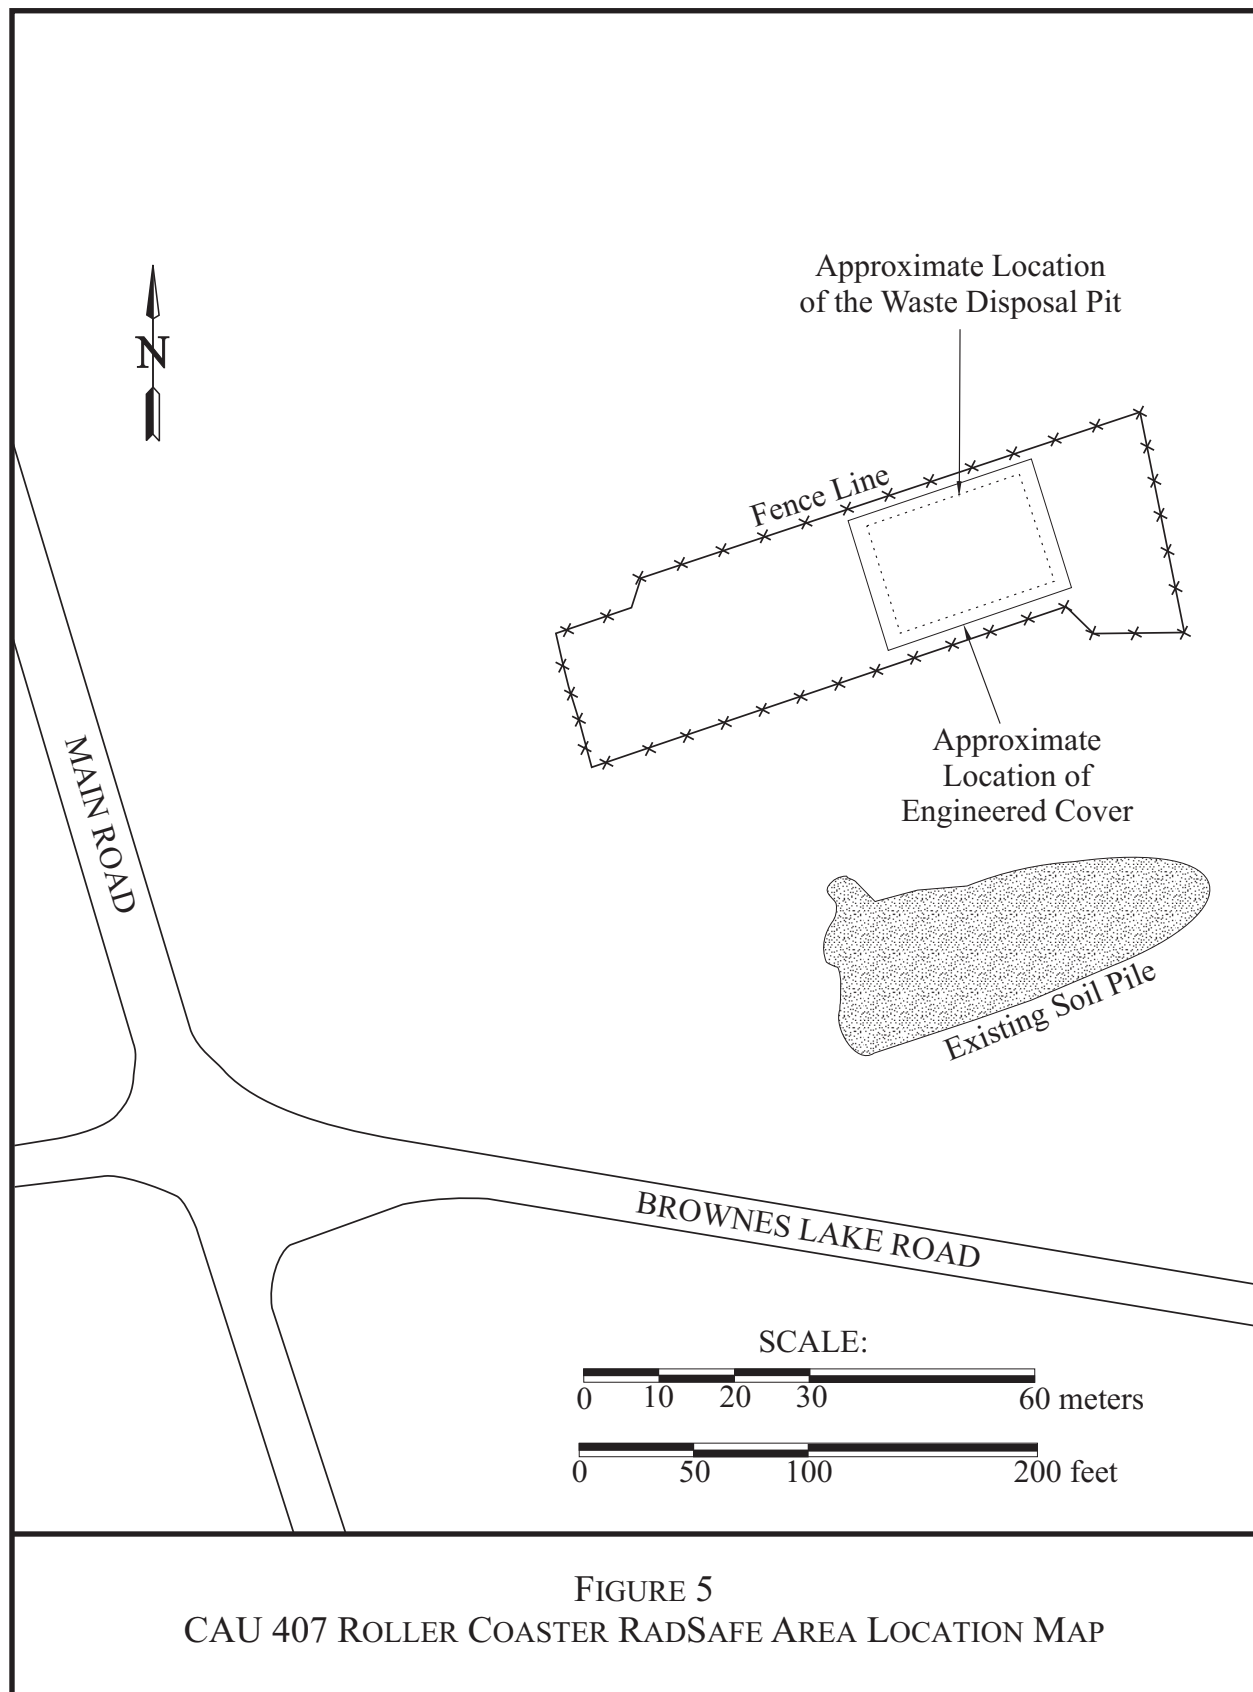 Approximate Location
of the Waste Disposal Pit
N
Fence Line
Approximate
Location of
Engineered Cover
MAIN ROAD
Existing Soil Pile
BROWNES LAKE ROAD
SCALE:
0 10 20 30 60 meters
0 50 100 200 feet
FIGURE 5
CAU 407 ROLLER COASTER RADSAFE AREA LOCATION MAP